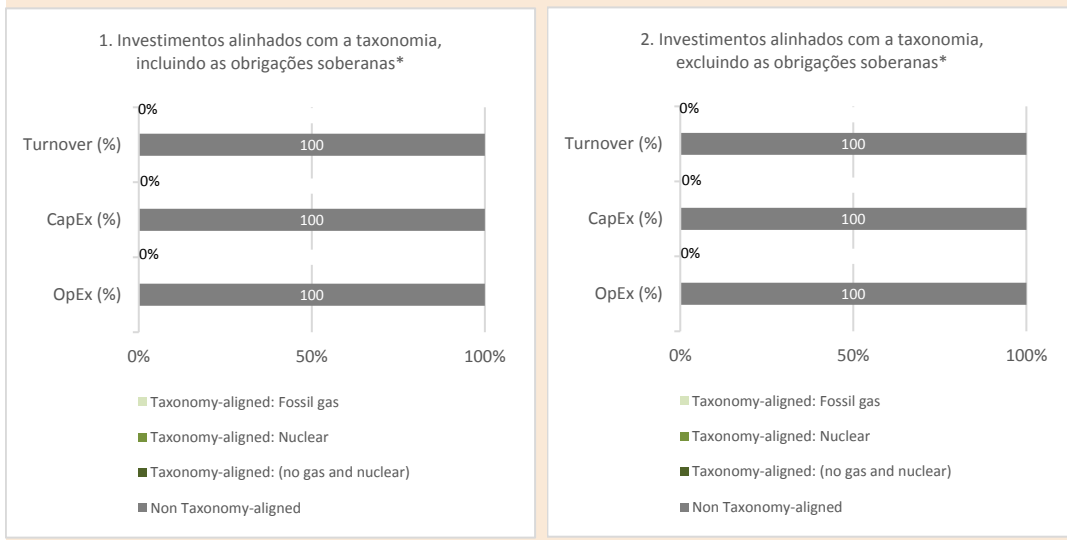 1. Investimentos alinhados com a taxonomia,
incluindo as obrigações soberanas*
0%
Turnover (%)
100
0%
CapEx (%)
100
0%
OpEx (%)
100
0%
50%
100%
Taxonomy-aligned: Fossil gas
Taxonomy-aligned: Nuclear
Taxonomy-aligned: (no gas and nuclear)
Non Taxonomy-aligned
2. Investimentos alinhados com a taxonomia,
excluindo as obrigações soberanas*
0%
Turnover (%)
100
0%
CapEx (%)
100
0%
OpEx (%)
100
0%
50%
100%
Taxonomy-aligned: Fossil gas
Taxonomy-aligned: Nuclear
Taxonomy-aligned: (no gas and nuclear)
Non Taxonomy-aligned